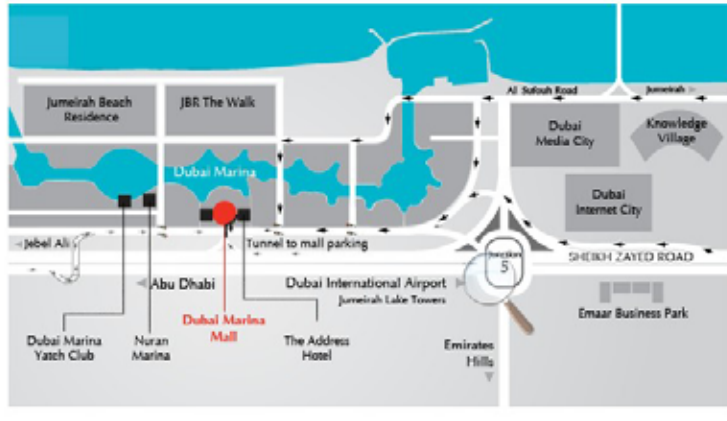 Al Sufouh Road
Jumeirah
Jumeirah Beach
Residence
JBR The Walk
Dubai
Media City
Knowledge
Village
Dubai Marina
Dubai
Internet City
Jebel Ali
Tunnel to mall parking
Junction
5
SHEIKH ZAYED ROAD
Abu Dhabi
Dubai International Airport
Jumeirah Lake Towers
Emaar Business Park
Dubai Marina
Mall
Dubai Marina
Yatch Club
Nuran
Marina
The Address
Hotel
Emirates
Hills